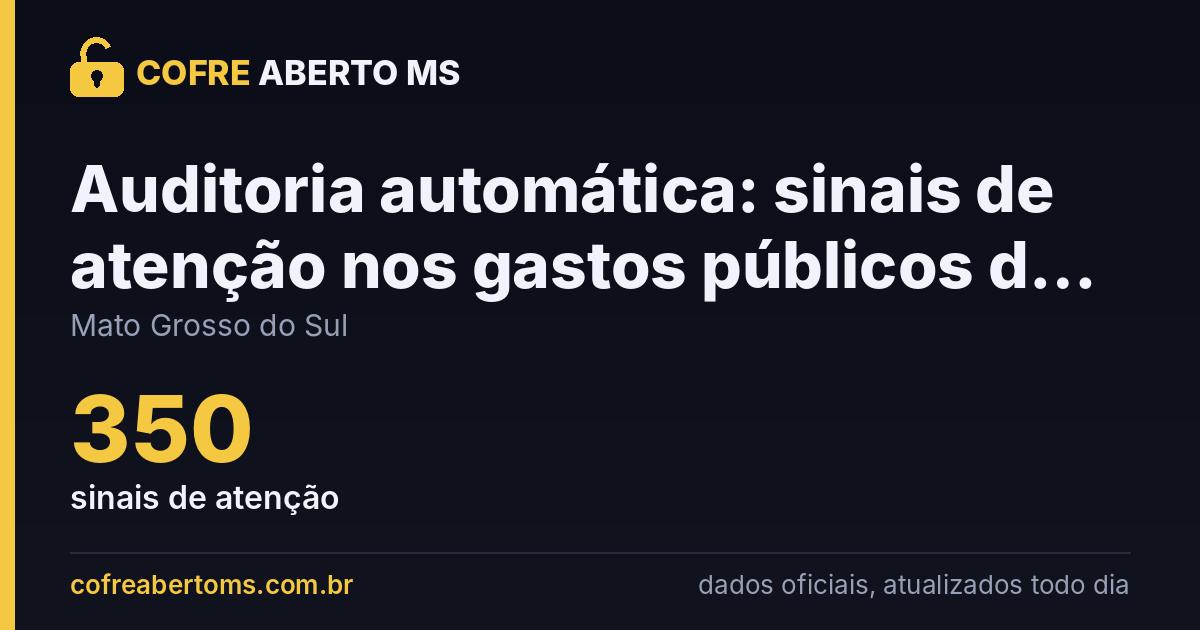 COFRE ABERTO MS
Auditoria automática: sinais de
atenção nos gastos públicos d...
Mato Grosso do Sul
350
sinais de atenção
cofreabertoms.com.br
dados oficiais, atualizados todo dia